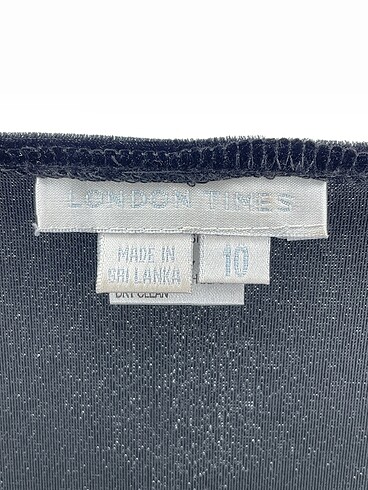 LONDON TIMES
MADE IN
SRI LANKA
10
DRY CLEAN